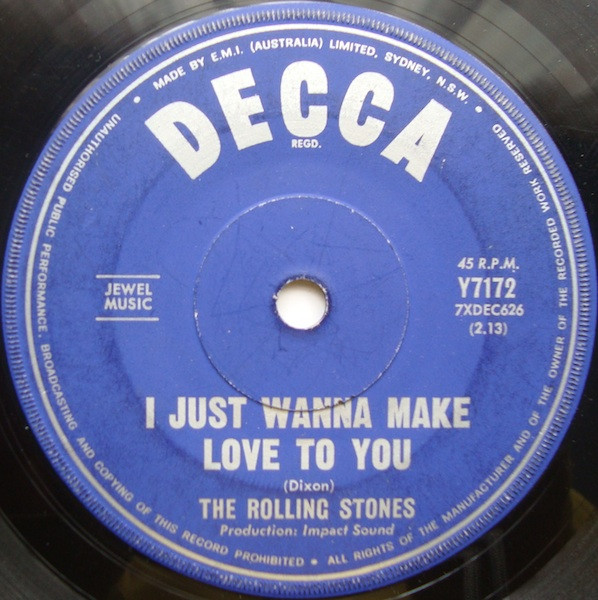 MADE BY E.M.I. (AUSTRALIA) LIMITED, SYDNEY, N.S.W.
UNAUTHORISED PUBLIC PERFORMANCE, BROADCASTING AND COPYING OF THIS RECORD PROHIBITED • ALL RIGHTS OF THE MANUFACTURER AND OF THE OWNER OF THE RECORDED WORK RESERVED
DECCA
REGD.
JEWEL
MUSIC
45 R.P.M.
Y7172
7XDEC626
(2.13)
I JUST WANNA MAKE
LOVE TO YOU
(Dixon)
THE ROLLING STONES
Production: Impact Sound